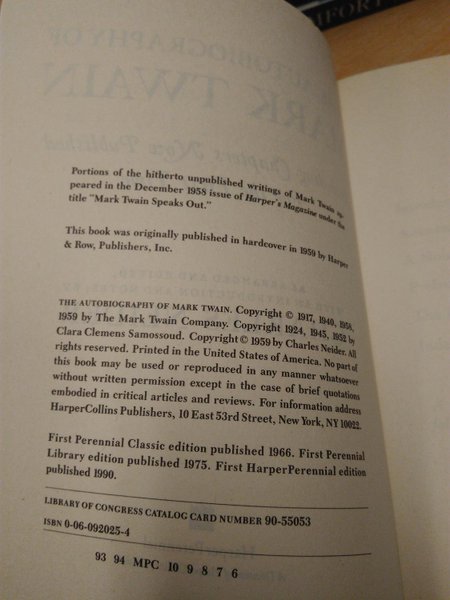 Portions of the hitherto unpublished writings of Mark Twain ap-
peared in the December 1958 issue of Harper's Magazine under the
title "Mark Twain Speaks Out."
This book was originally published in hardcover in 1959 by Harper
& Row, Publishers, Inc.
THE AUTOBIOGRAPHY OF MARK TWAIN. Copyright © 1917, 1940, 1958,
1959 by The Mark Twain Company. Copyright 1924, 1945, 1952 by
Clara Clemens Samossoud. Copyright © 1959 by Charles Neider. All
rights reserved. Printed in the United States of America. No part of
this book may be used or reproduced in any manner whatsoever
without written permission except in the case of brief quotations
embodied in critical articles and reviews. For information address
HarperCollins Publishers, 10 East 53rd Street, New York, NY 10022.
First Perennial Classic edition published 1966. First Perennial
Library edition published 1975. First HarperPerennial edition
published 1990.
LIBRARY OF CONGRESS CATALOG CARD NUMBER 90-55053
ISBN 0-06-092025-4
93 94 MPC 10 9 8 7 6